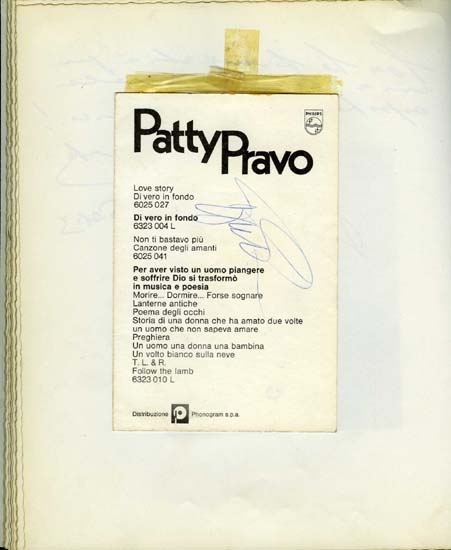 PHILIPS
Patty Pravo
Love story
Di vero in fondo
6025 027
Di vero in fondo
6323 004 L
Non ti bastavo più
Canzone degli amanti
6025 041
Per aver visto un uomo piangere
e soffrire Dio si trasformò
in musica e poesia
Morire... Dormire... Forse sognare
Lanterne antiche
Poema degli occhi
Storia di una donna che ha amato due volte
un uomo che non sapeva amare
Preghiera
Un uomo una donna una bambina
Un volto bianco sulla neve
T. L. & R.
Follow the lamb
6323 010 L
Distribuzione Phonogram s.p.a.